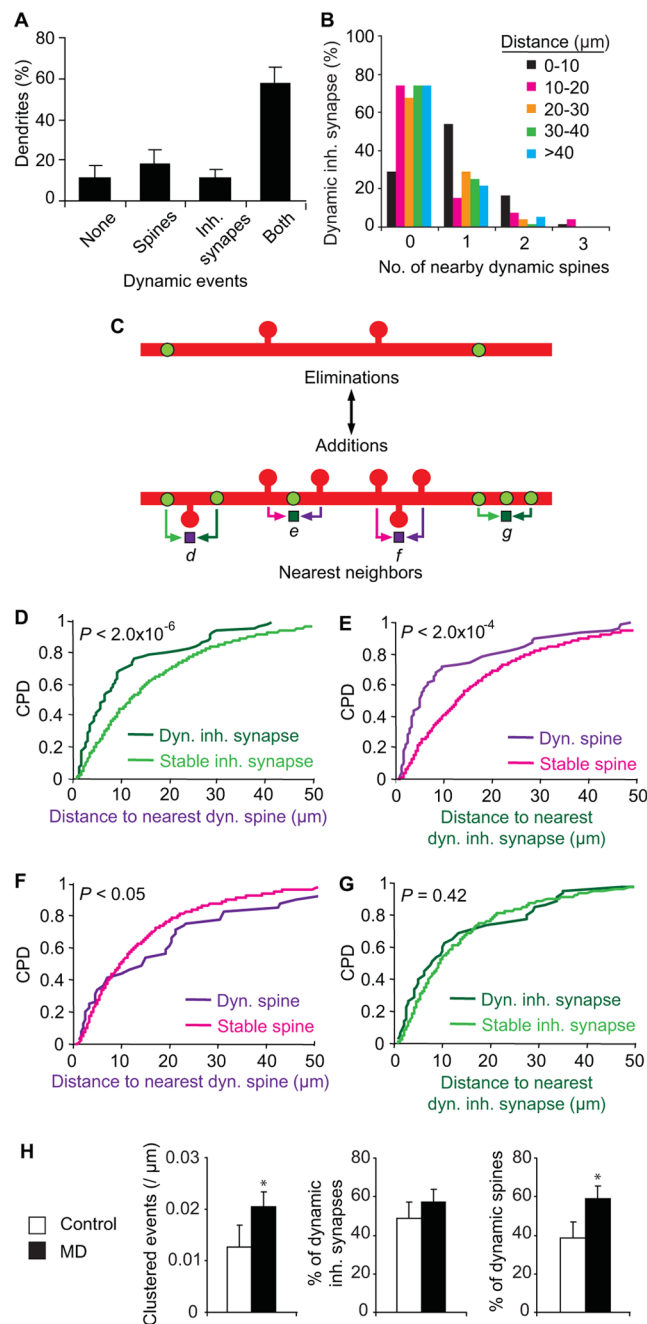 A
Dendrites (%)
80
60
40
20
0
None
Spines
Inh. synapes
Both
Dynamic events
B
Dynamic inh. synapse (%)
100
80
60
40
20
0
Distance (µm)
0-10
10-20
20-30
30-40
>40
0 1 2 3
No. of nearby dynamic spines
C
Eliminations
Additions
d e f g
Nearest neighbors
D
P < 2.0x10⁻⁶
CPD
1
0.8
0.6
0.4
0.2
0
Dyn. inh. synapse
Stable inh. synapse
0 10 20 30 40 50
Distance to nearest dyn. spine (µm)
E
P < 2.0x10⁻⁴
CPD
1
0.8
0.6
0.4
0.2
0
Dyn. spine
Stable spine
0 10 20 30 40 50
Distance to nearest
dyn. inh. synapse (µm)
F
P < 0.05
CPD
1
0.8
0.6
0.4
0.2
0
Dyn. spine
Stable spine
0 10 20 30 40 50
Distance to nearest dyn. spine (µm)
G
P = 0.42
CPD
1
0.8
0.6
0.4
0.2
0
Dyn. inh. synapse
Stable inh. synapse
0 10 20 30 40 50
Distance to nearest
dyn. inh. synapse (µm)
H
Control
MD
Clustered events (/ µm)
0.03
0.02
0.01
0
*
% of dynamic
inh. synapses
80
60
40
20
0
% of dynamic spines
80
60
40
20
0
*